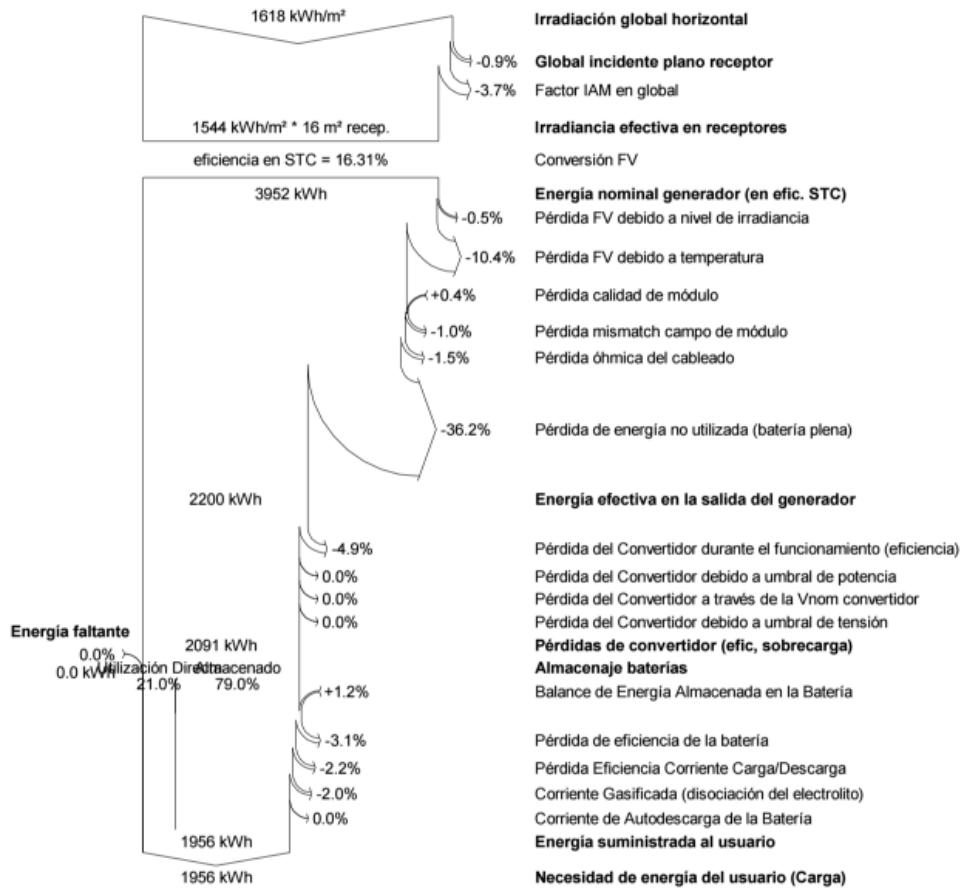 1618 kWh/m² Irradiación global horizontal
-0.9% Global incidente plano receptor
-3.7% Factor IAM en global
1544 kWh/m² * 16 m² recep. Irradiancia efectiva en receptores
eficiencia en STC = 16.31% Conversión FV
3952 kWh Energía nominal generador (en efic. STC)
-0.5% Pérdida FV debido a nivel de irradiancia
-10.4% Pérdida FV debido a temperatura
+0.4% Pérdida calidad de módulo
-1.0% Pérdida mismatch campo de módulo
-1.5% Pérdida óhmica del cableado
-36.2% Pérdida de energía no utilizada (batería plena)
2200 kWh Energía efectiva en la salida del generador
-4.9% Pérdida del Convertidor durante el funcionamiento (eficiencia)
0.0% Pérdida del Convertidor debido a umbral de potencia
0.0% Pérdida del Convertidor a través de la Vnom convertidor
0.0% Pérdida del Convertidor debido a umbral de tensión
Energía faltante 2091 kWh Pérdidas de convertidor (efic, sobrecarga)
0.0% Utilización Directa Almacenado Almacenaje baterías
0.0 kWh 21.0% 79.0%
+1.2% Balance de Energía Almacenada en la Batería
-3.1% Pérdida de eficiencia de la batería
-2.2% Pérdida Eficiencia Corriente Carga/Descarga
-2.0% Corriente Gasificada (disociación del electrolito)
0.0% Corriente de Autodescarga de la Batería
1956 kWh Energía suministrada al usuario
1956 kWh Necesidad de energía del usuario (Carga)